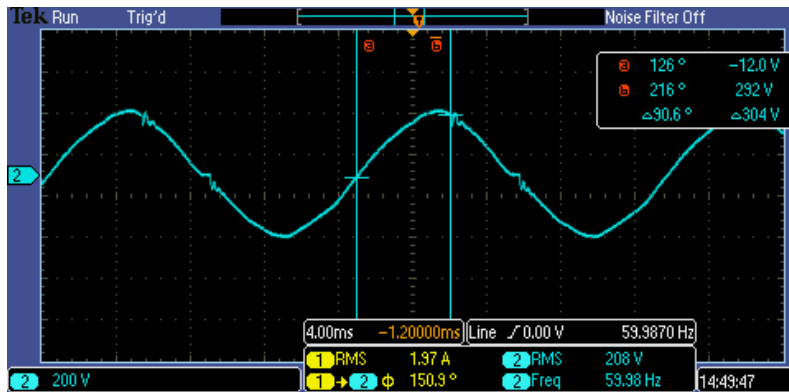 Tek Run Trig'd Noise Filter Off
a b
a 126 ° −12.0 V
b 216 ° 292 V
△90.6 ° △304 V
2
4.00ms −1.20000ms Line 0.00 V 59.9870 Hz
1 RMS 1.97 A 2 RMS 208 V
1 → 2 ϕ 150.9 ° 2 Freq 59.98 Hz
2 200 V
14:49:47